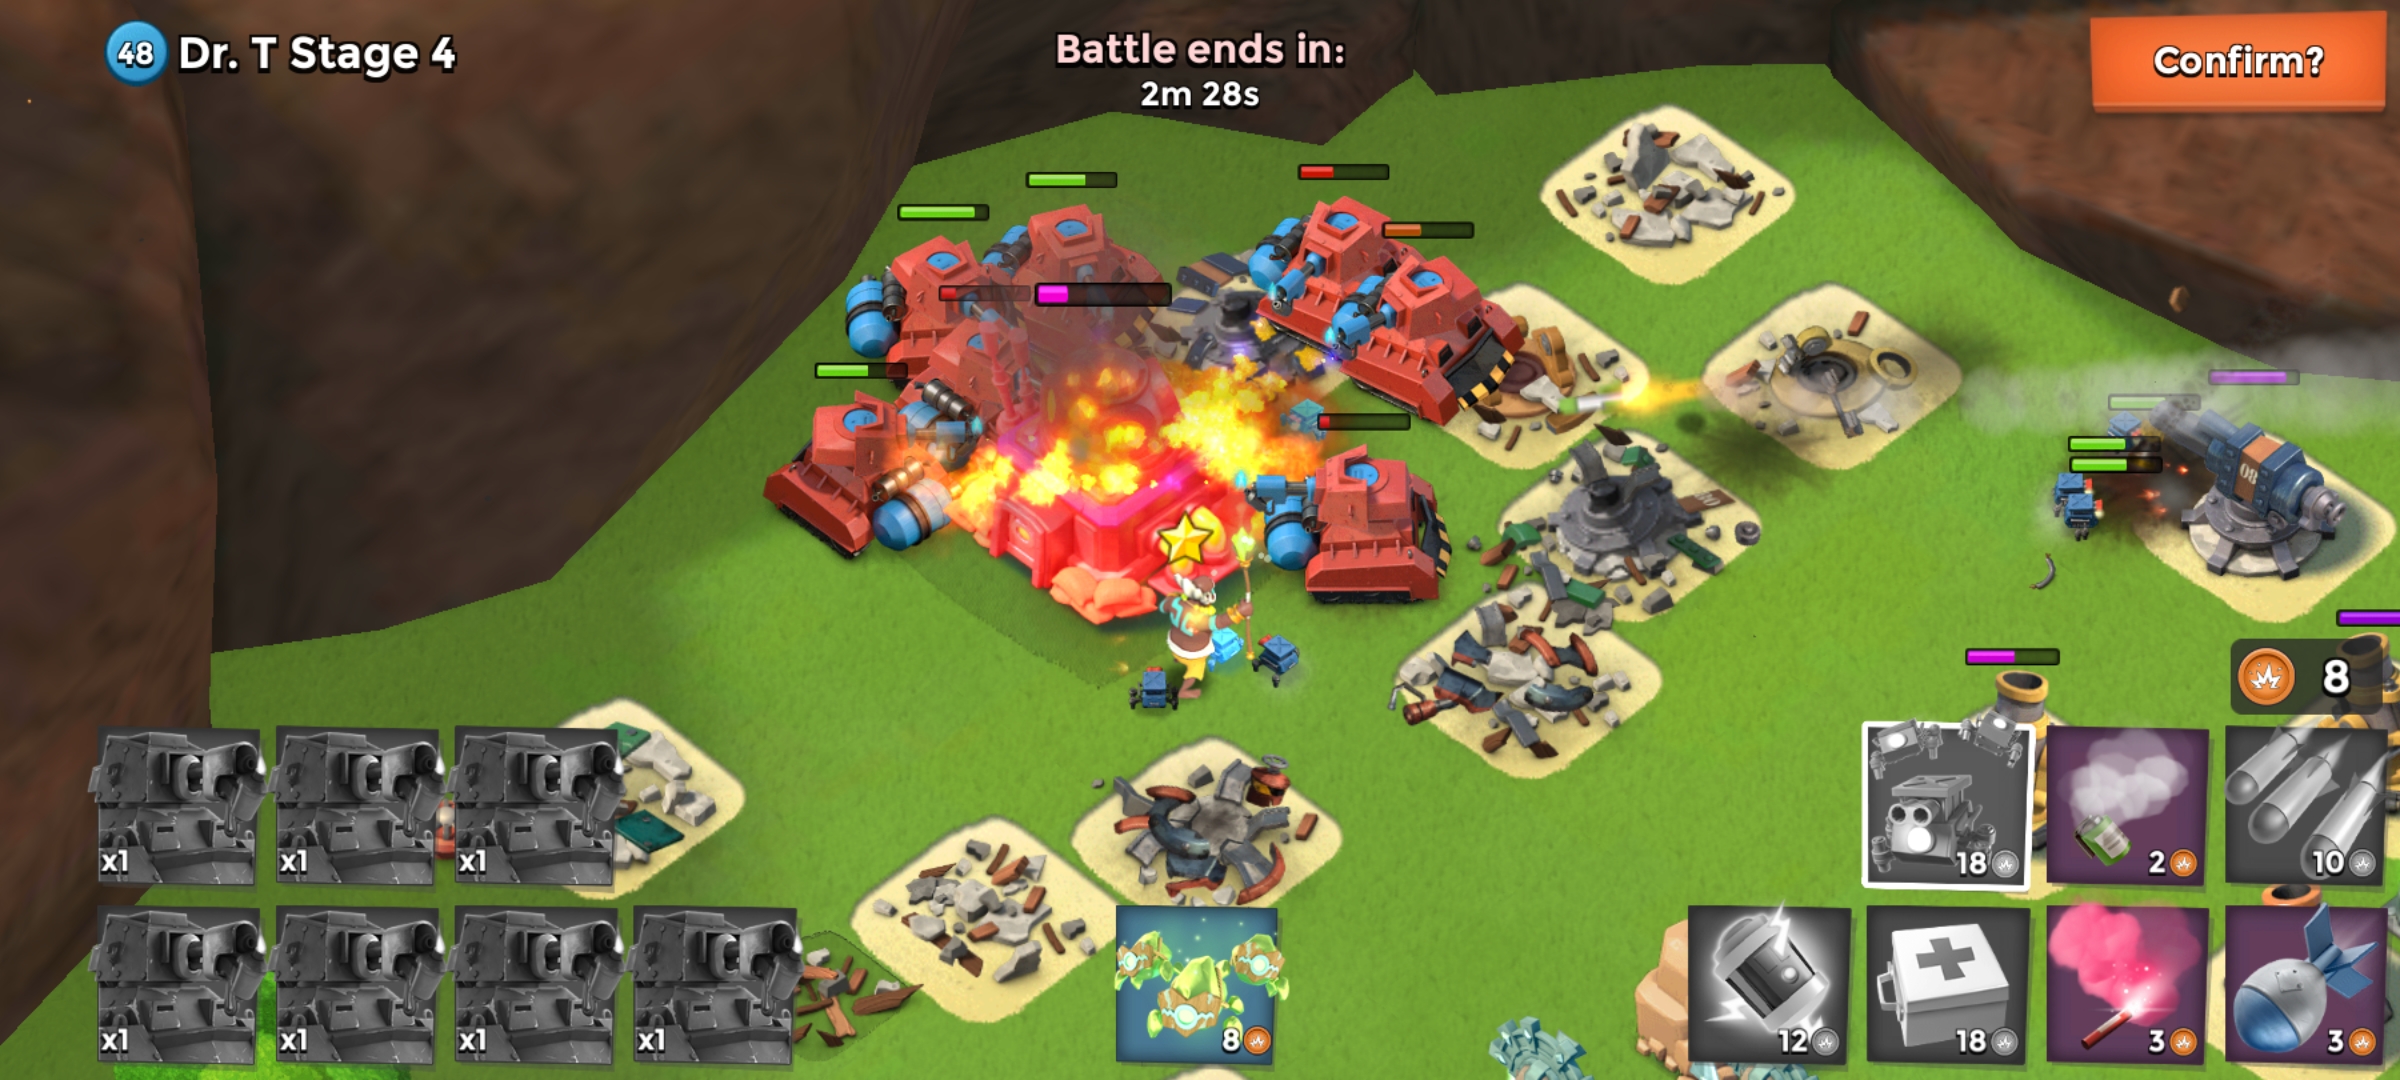 48 Dr. T Stage 4
Battle ends in:
2m 28s
Confirm?
08
8
x1 x1 x1
18 2 10
x1 x1 x1 x1
8
12 18 3 3